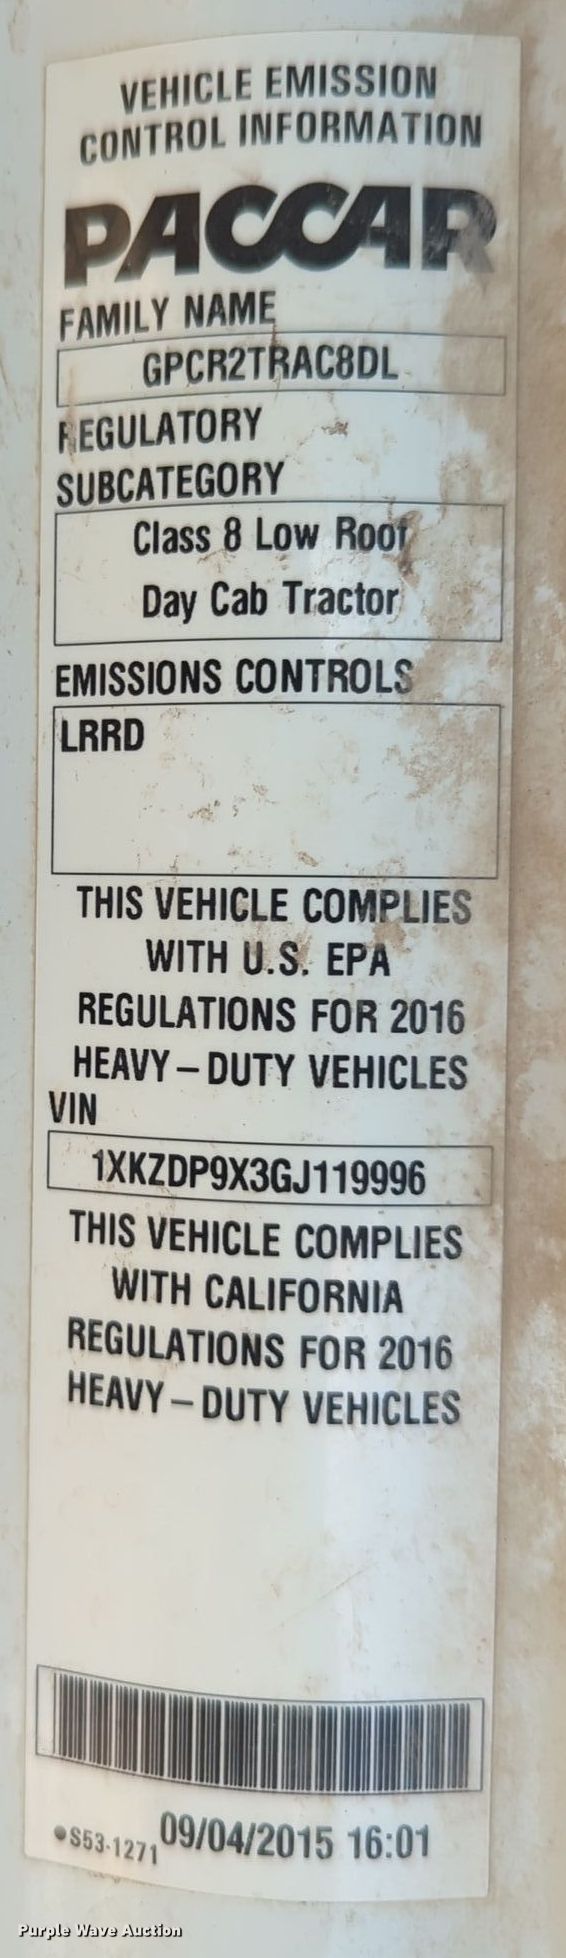 VEHICLE EMISSION
CONTROL INFORMATION
PACCAR
FAMILY NAME
GPCR2TRAC8DL
REGULATORY
SUBCATEGORY
Class 8 Low Roof
Day Cab Tractor
EMISSIONS CONTROLS
LRRD
THIS VEHICLE COMPLIES
WITH U.S. EPA
REGULATIONS FOR 2016
HEAVY-DUTY VEHICLES
VIN
1XKZDP9X3GJ119996
THIS VEHICLE COMPLIES
WITH CALIFORNIA
REGULATIONS FOR 2016
HEAVY-DUTY VEHICLES
•S53-1271 09/04/2015 16:01
Purple Wave Auction